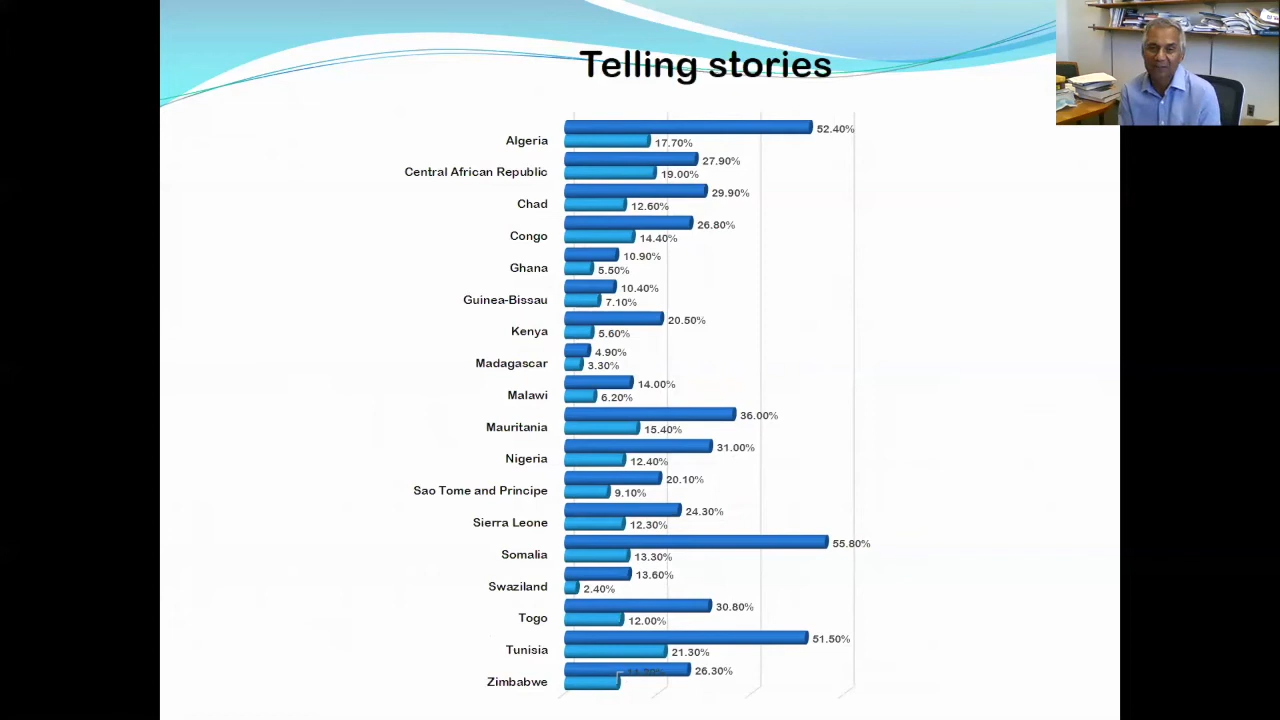 Telling stories
52.40%
Algeria
17.70%
27.90%
Central African Republic
19.00%
29.90%
Chad
12.60%
26.80%
Congo
14.40%
10.90%
Ghana
5.50%
10.40%
Guinea-Bissau
7.10%
20.50%
Kenya
5.60%
4.90%
Madagascar
3.30%
14.00%
Malawi
6.20%
36.00%
Mauritania
15.40%
31.00%
Nigeria
12.40%
20.10%
Sao Tome and Principe
9.10%
24.30%
Sierra Leone
12.30%
55.80%
Somalia
13.30%
13.60%
Swaziland
2.40%
30.80%
Togo
12.00%
51.50%
Tunisia
21.30%
26.30%
Zimbabwe